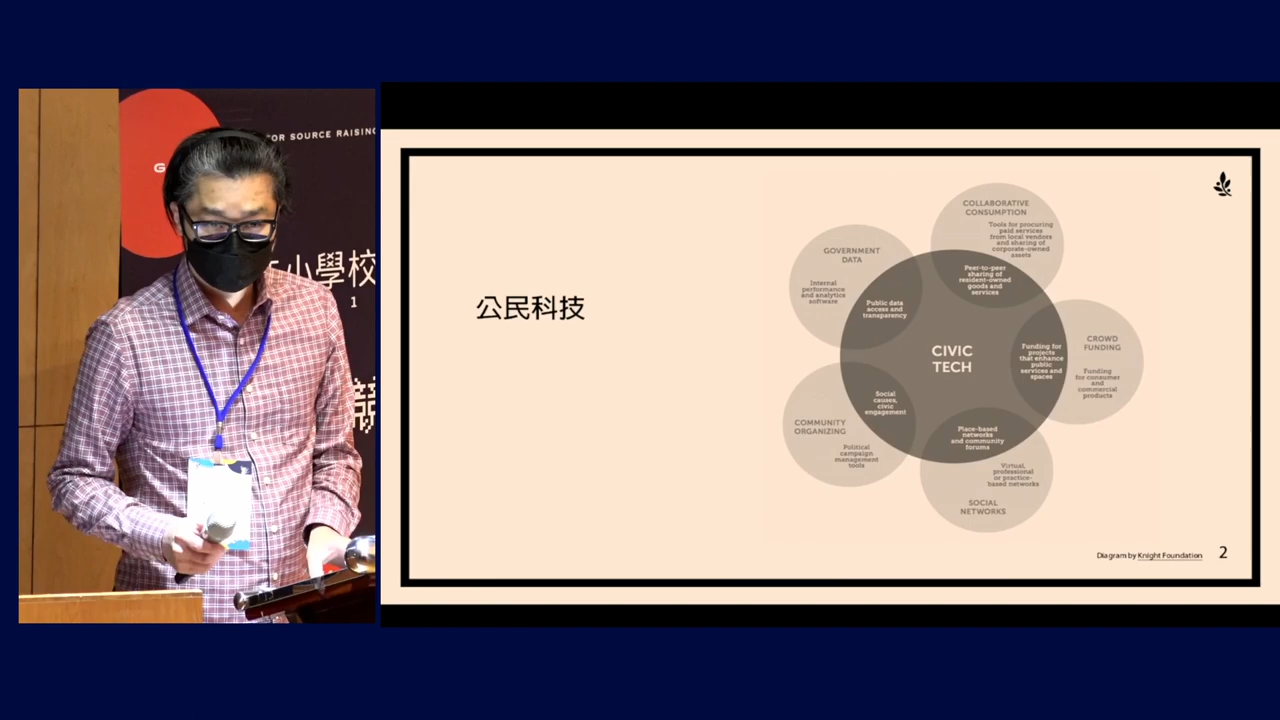 OR SOURCE RAISING
G
小學校
1
公民科技
COLLABORATIVE
CONSUMPTION
Tools for procuring
paid services
from local vendors
and sharing of
corporate-owned
assets
Peer-to-peer
sharing of
resident-owned
goods and
services
GOVERNMENT
DATA
Internal
performance
and analytics
software
Public data
access and
transparency
CIVIC
TECH
CROWD
FUNDING
Funding for
projects
that enhance
public
services and
spaces
Funding
for consumer
and
commercial
products
Social
causes,
civic
engagement
COMMUNITY
ORGANIZING
Political
campaign
management
tools
Place-based
networks
and community
forums
Virtual,
professional
or practice-
based networks
SOCIAL
NETWORKS
Diagram by Knight Foundation
2